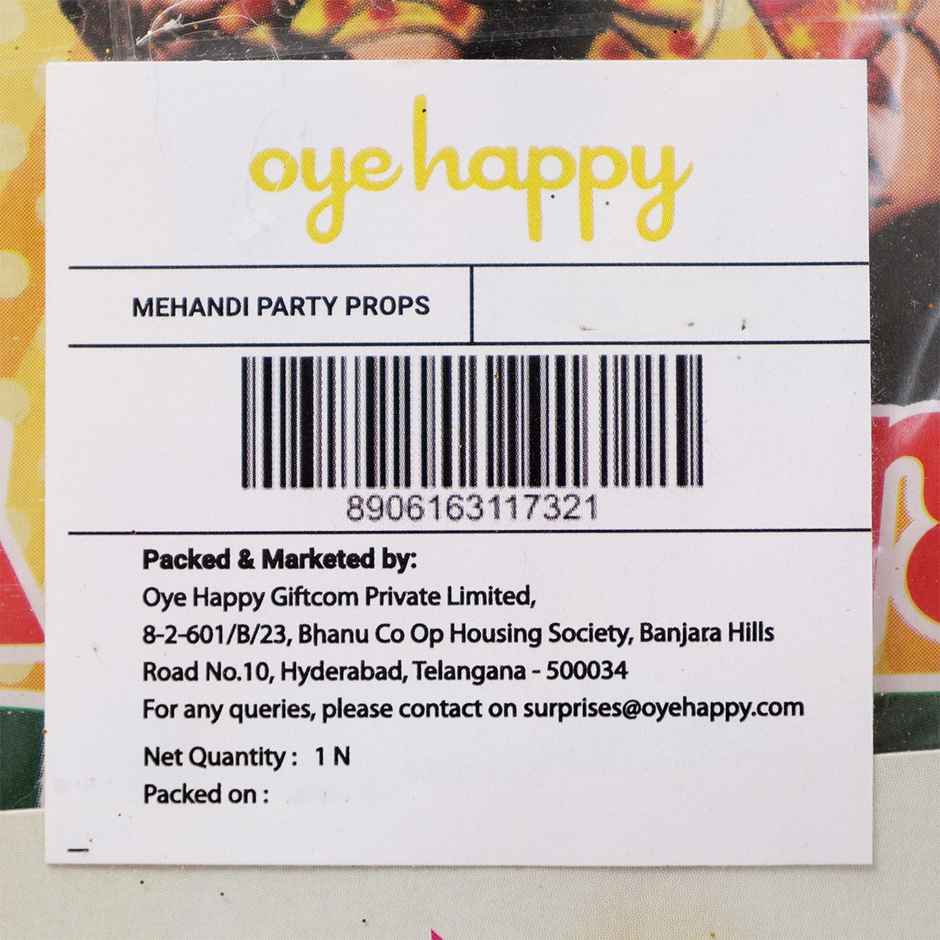 oye happy
MEHANDI PARTY PROPS
8906163117321
Packed & Marketed by:
Oye Happy Giftcom Private Limited,
8-2-601/B/23, Bhanu Co Op Housing Society, Banjara Hills
Road No.10, Hyderabad, Telangana - 500034
For any queries, please contact on surprises@oyehappy.com
Net Quantity : 1 N
Packed on :